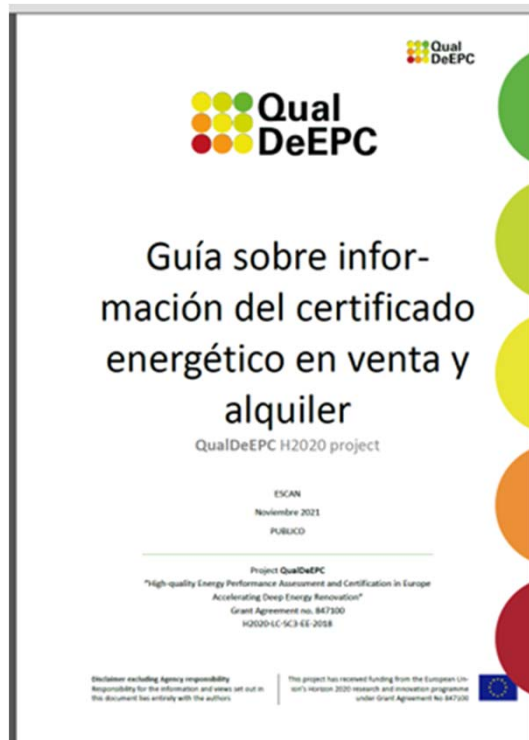 Qual
DeEPC
Qual
DeEPC
Guía sobre infor-
mación del certificado
energético en venta y
alquiler
QualDeEPC H2020 project
ESCAN
Noviembre 2021
PUBLICO
Project QualDeEPC
"High-quality Energy Performance Assessment and Certification in Europe
Accelerating Deep Energy Renovation"
Grant Agreement no. 847100
H2020-LC-SC3-EE-2018
Disclaimer excluding Agency responsibility
Responsibility for the information and views set out in
this document lies entirely with the authors
This project has received funding from the European Un-
ion's Horizon 2020 research and innovation programme
under Grant Agreement No 847100